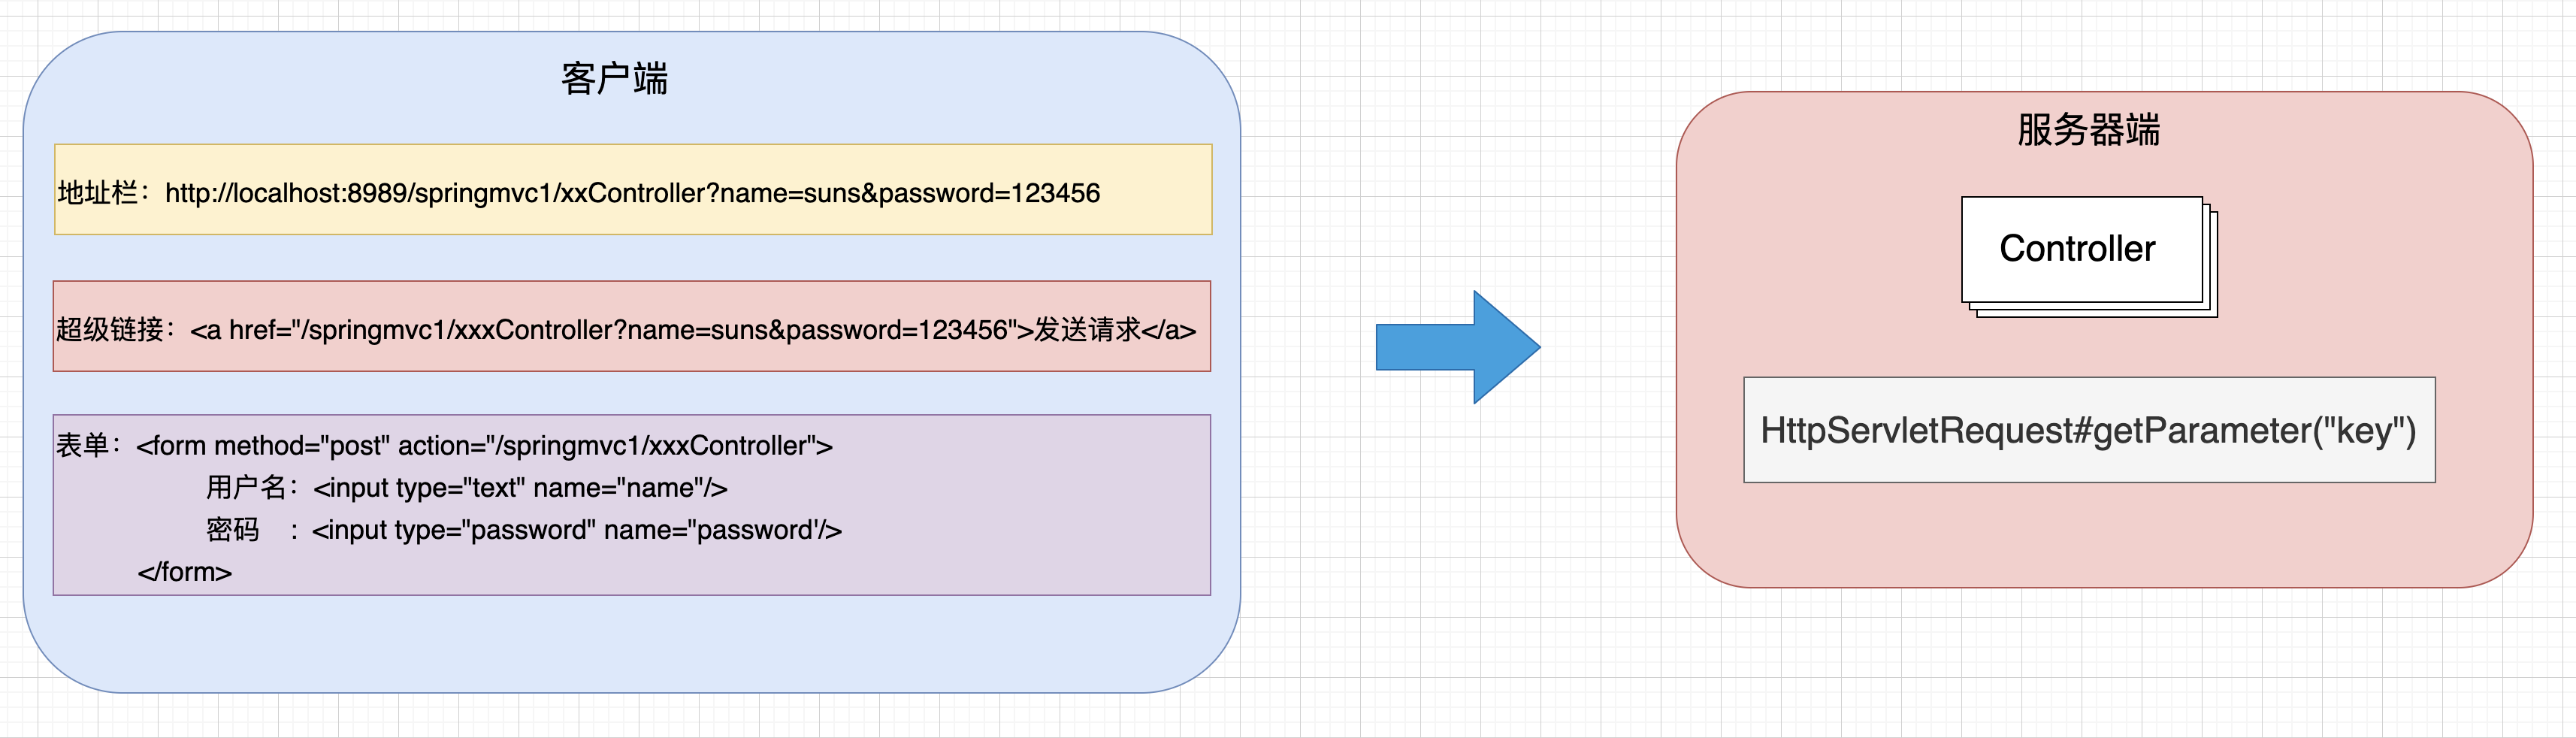 客户端
地址栏：http://localhost:8989/springmvc1/xxController?name=suns&password=123456
超级链接：<a href="/springmvc1/xxxController?name=suns&password=123456">发送请求</a>
表单：<form method="post" action="/springmvc1/xxxController">
用户名：<input type="text" name="name"/>
密码 ：<input type="password" name="password'/>
</form>
服务器端
Controller
HttpServletRequest#getParameter("key")